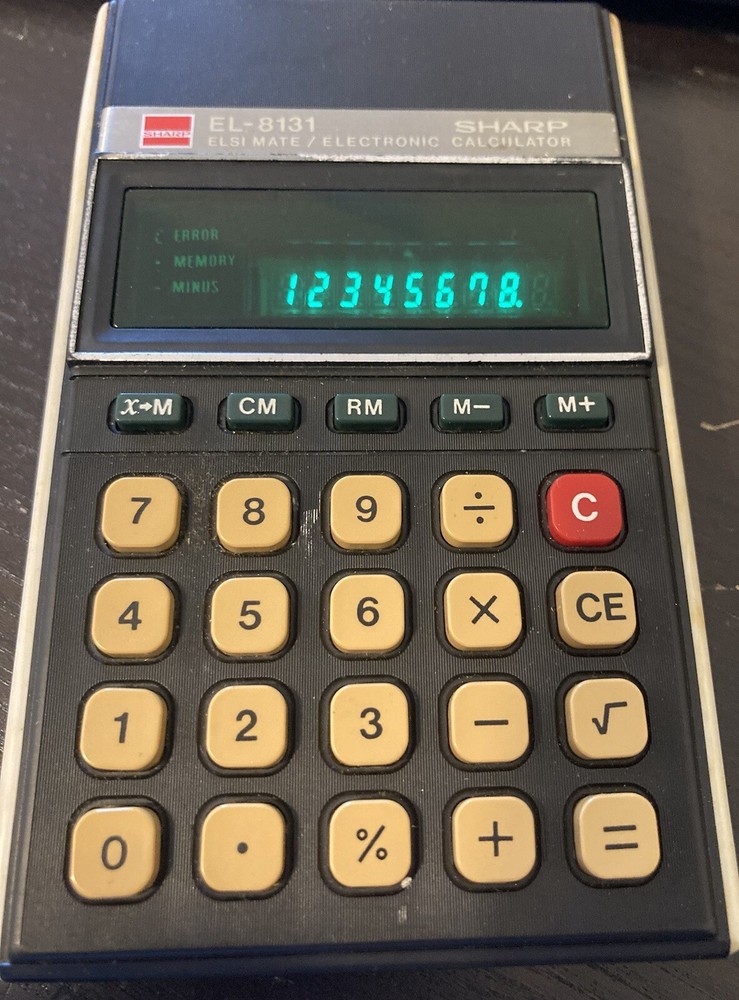 SHARP EL-8131 SHARP
ELSI MATE / ELECTRONIC CALCULATOR
ERROR
MEMORY
MINUS
12345678.
X→M CM RM M− M+
7 8 9 ÷ C
4 5 6 × CE
1 2 3 − √
0 . % + =